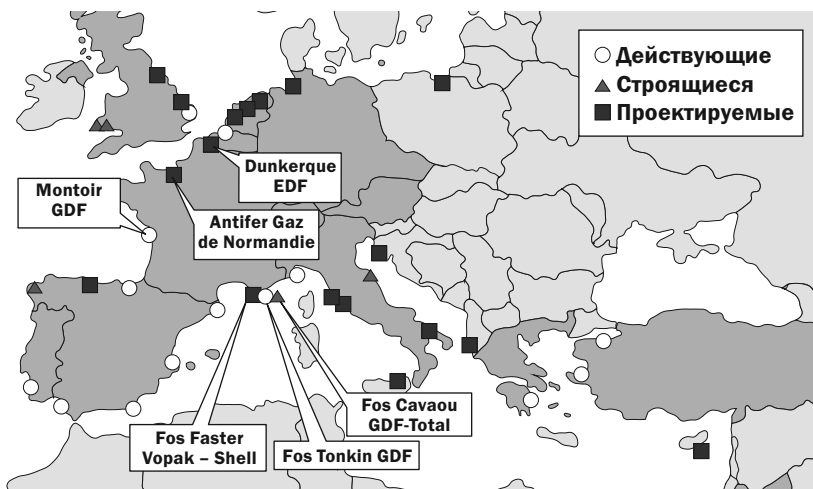 Действующие
Строящиеся
Проектируемые
Dunkerque
EDF
Montoir
GDF
Antifer Gaz
de Normandie
Fos Cavaou
GDF-Total
Fos Faster
Vopak – Shell
Fos Tonkin GDF